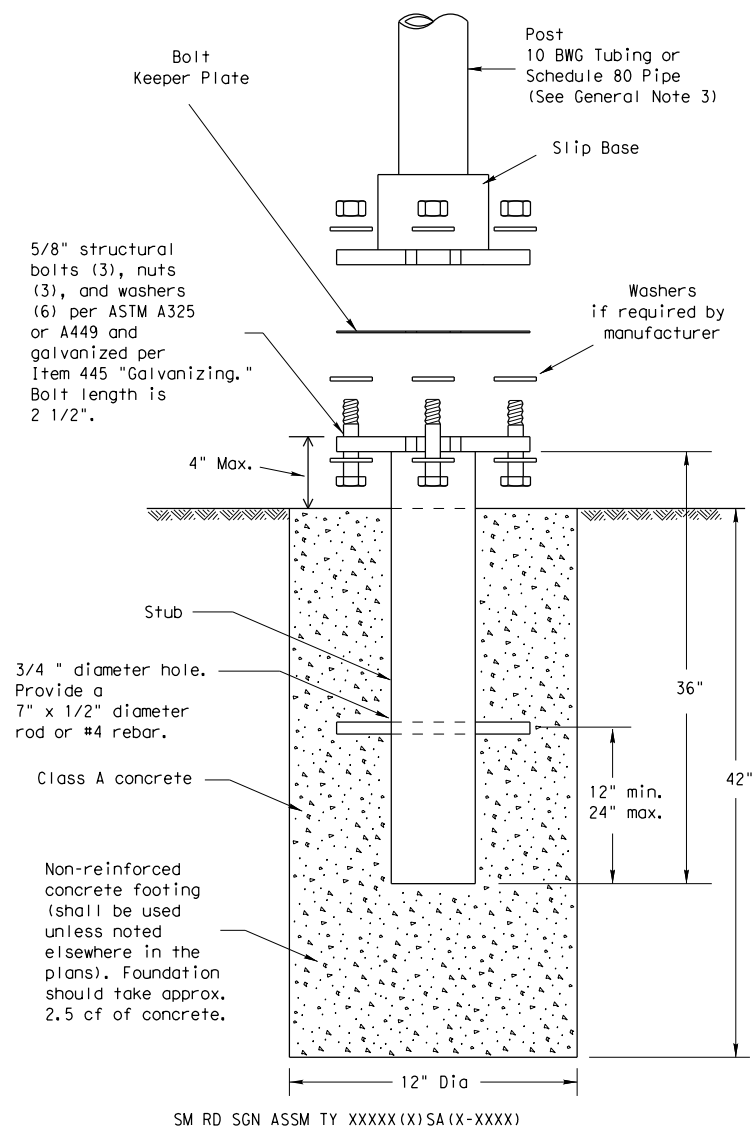 Post
10 BWG Tubing or
Schedule 80 Pipe
(See General Note 3)
Bolt
Keeper Plate
Slip Base
5/8" structural
bolts (3), nuts
(3), and washers
(6) per ASTM A325
or A449 and
galvanized per
Item 445 "Galvanizing."
Bolt length is
2 1/2".
Washers
if required by
manufacturer
4" Max.
Stub
3/4 " diameter hole.
Provide a
7" x 1/2" diameter
rod or #4 rebar.
36"
Class A concrete
12" min.
24" max.
42"
Non-reinforced
concrete footing
(shall be used
unless noted
elsewhere in the
plans). Foundation
should take approx.
2.5 cf of concrete.
12" Dia
SM RD SGN ASSM TY XXXXX(X)SA(X-XXXX)